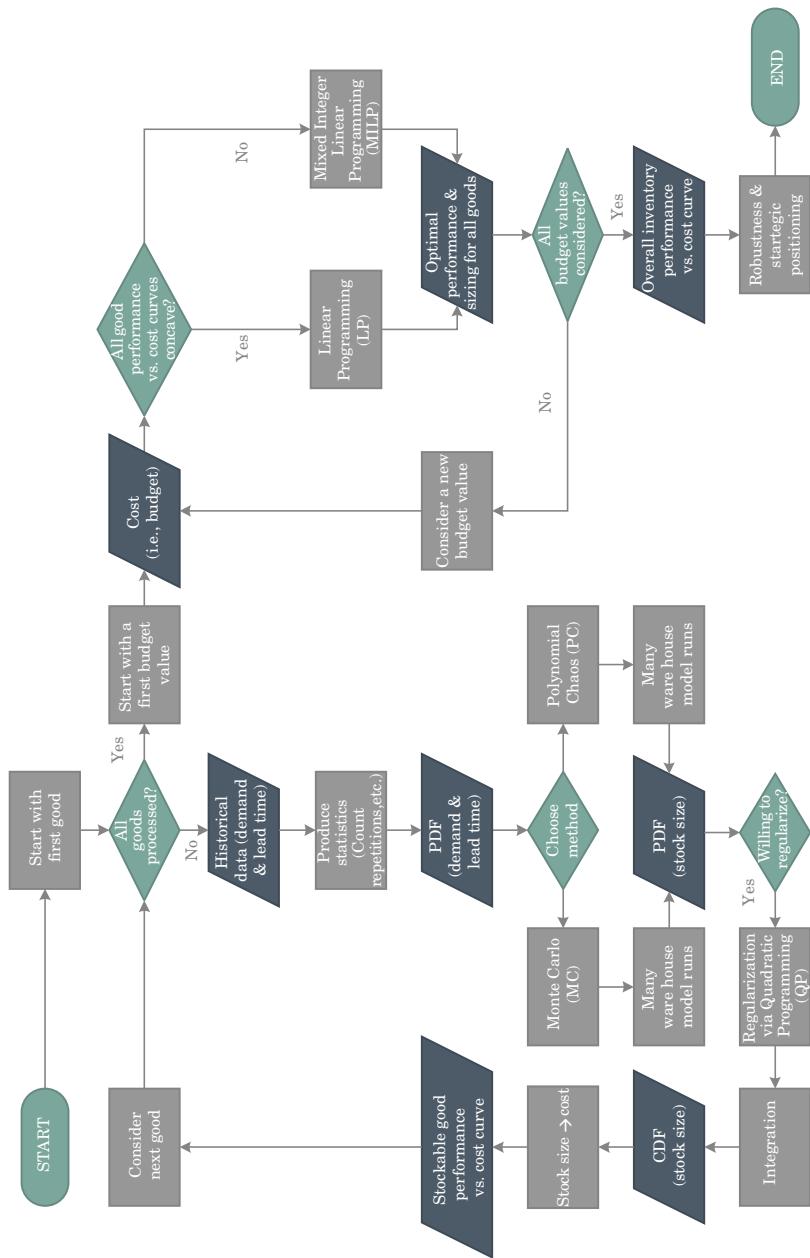 START
Start with
first good
Consider
next good
All
goods
processed?
Yes
No
Start with a
first budget
value
Cost
(i.e., budget)
All good
performance
vs. cost curves
concave?
Yes
No
Linear
Programming
(LP)
Mixed Integer
Linear
Programming
(MILP)
Optimal
performance &
sizing for all goods
All
budget values
considered?
No
Yes
Consider a new
budget value
Overall inventory
performance
vs. cost curve
Robustness &
startegic
positioning
END
Historical
data (demand
& lead time)
Produce
statistics
(Count
repetitions,etc.)
PDF
(demand &
lead time)
Choose
method
Monte Carlo
(MC)
Polynomial
Chaos (PC)
Many
ware house
model runs
Many
ware house
model runs
PDF
(stock size)
Willing to
regularize?
Yes
Regularization
via Quadratic
Programming
(QP)
Integration
CDF
(stock size)
Stock size → cost
Stockable good
performance
vs. cost curve